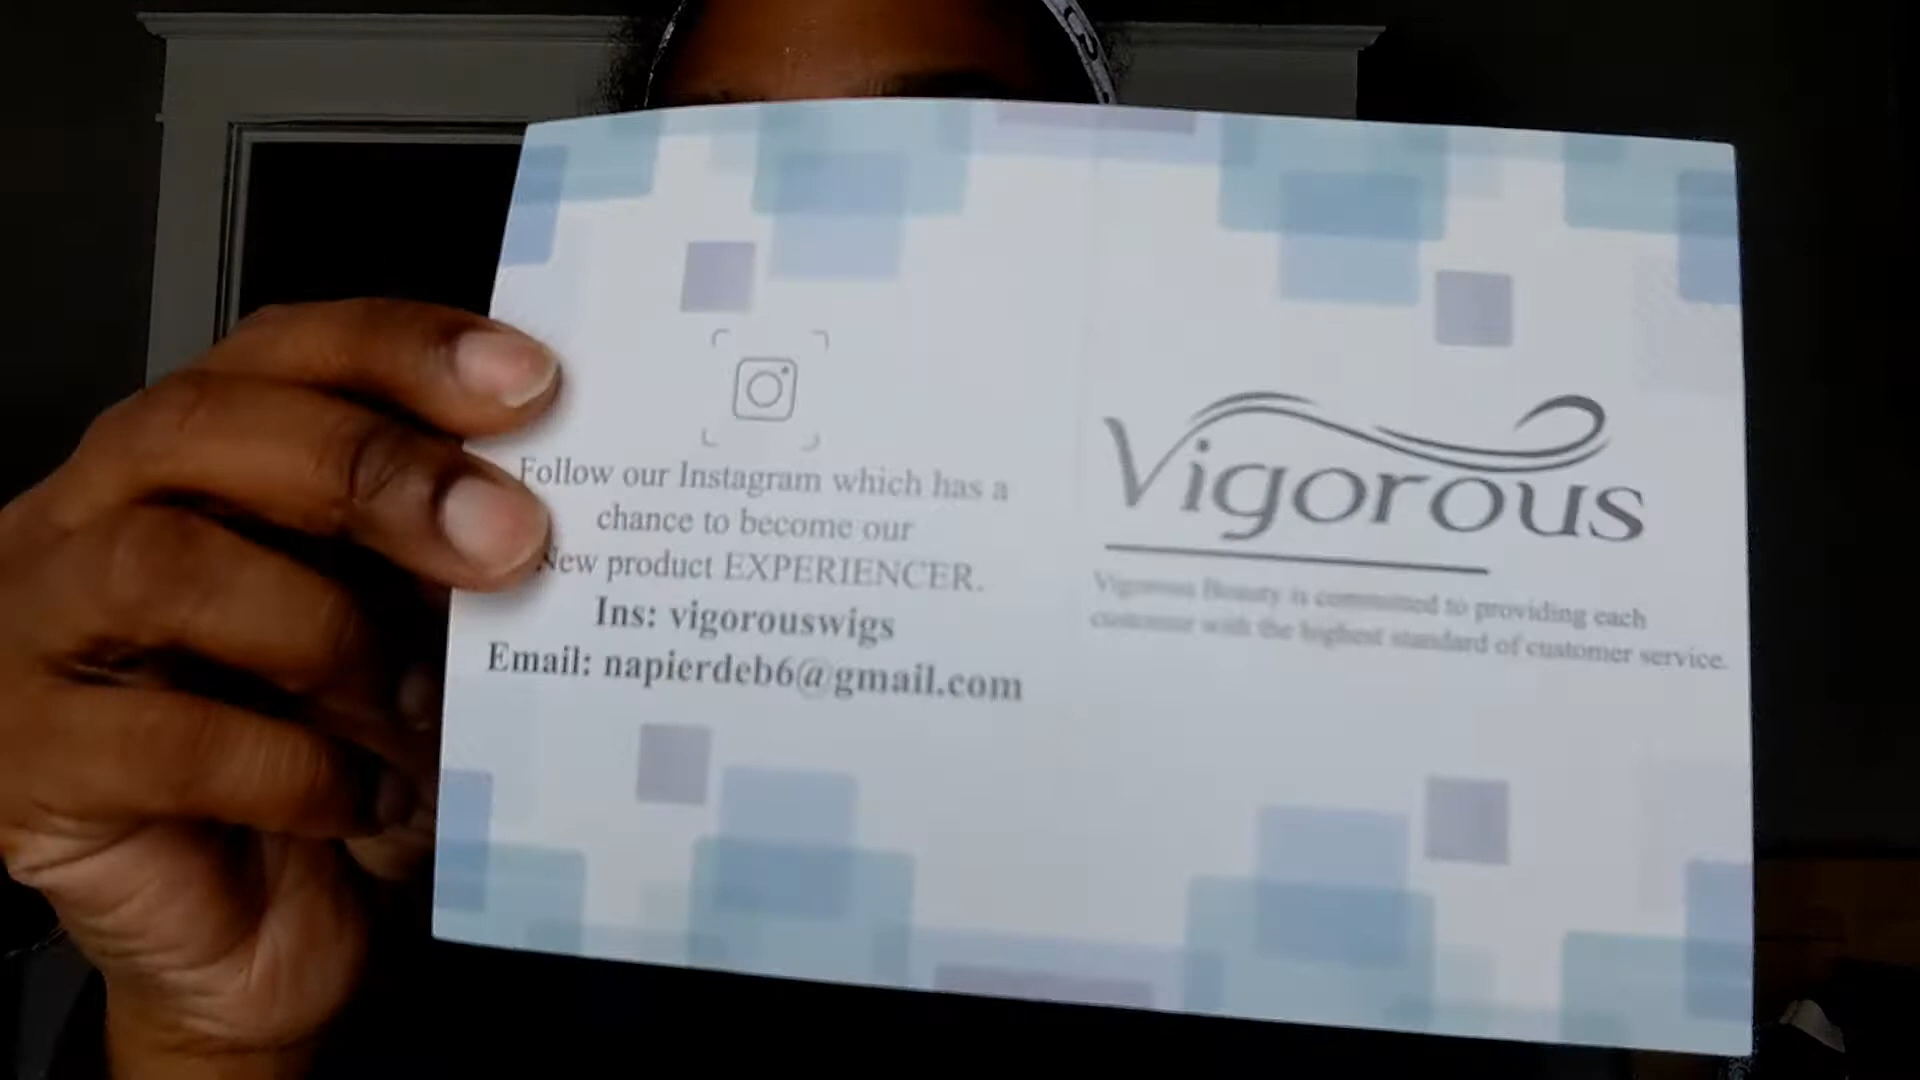 Follow our Instagram which has a
chance to become our
New product EXPERIENCER.
Ins: vigorouswigs
Email: napierdeb6@gmail.com
Vigorous
Vigorous Beauty is committed to providing each
customer with the highest standard of customer service.